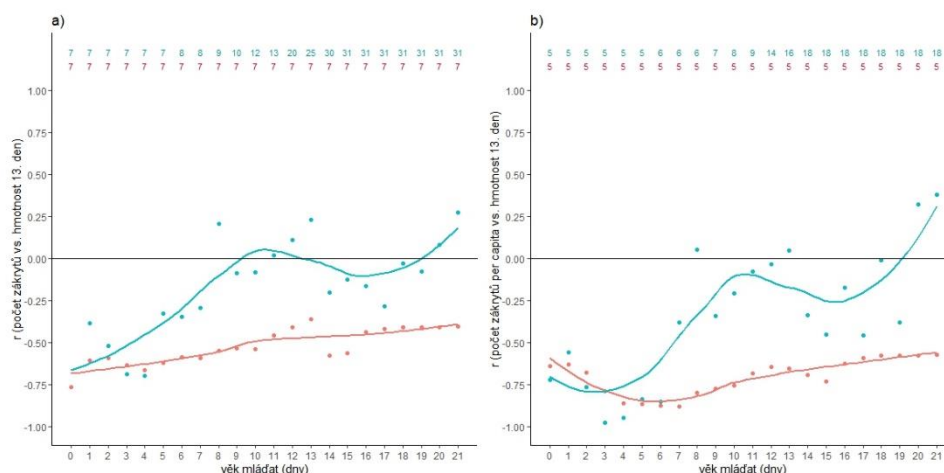 a)
7 7 7 7 7 7 8 8 9 10 12 13 20 25 30 31 31 31 31 31 31 31
7 7 7 7 7 7 7 7 7 7 7 7 7 7 7 7 7 7 7 7 7 7
r (počet zákrytů vs. hmotnost 13. den)
1.00
0.75
0.50
0.25
0.00
-0.25
-0.50
-0.75
-1.00
0 1 2 3 4 5 6 7 8 9 10 11 12 13 14 15 16 17 18 19 20 21
věk mláďat (dny)
b)
5 5 5 5 5 5 6 6 6 7 8 9 14 16 18 18 18 18 18 18 18 18
5 5 5 5 5 5 5 5 5 5 5 5 5 5 5 5 5 5 5 5 5 5
r (počet zákrytů per capita vs. hmotnost 13. den)
1.00
0.75
0.50
0.25
0.00
-0.25
-0.50
-0.75
-1.00
0 1 2 3 4 5 6 7 8 9 10 11 12 13 14 15 16 17 18 19 20 21
věk mláďat (dny)